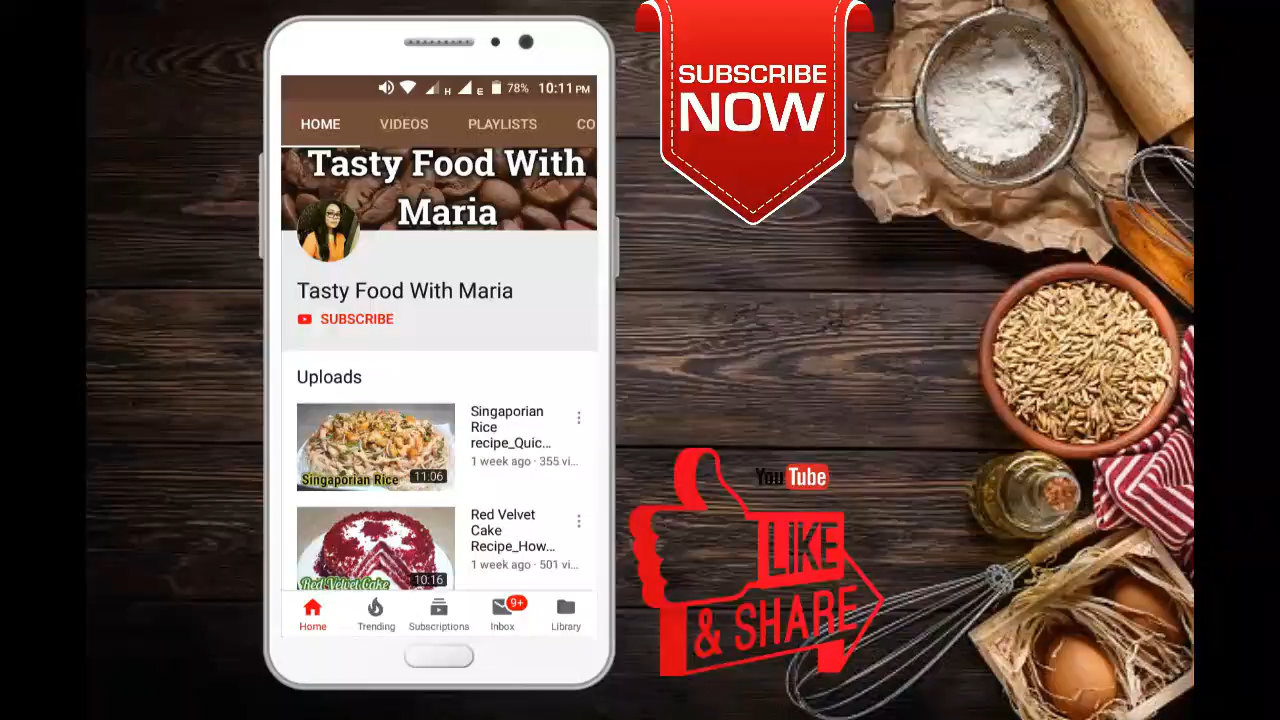 H
E
78%
10:11 PM
HOME
VIDEOS
PLAYLISTS
CO
Tasty Food With
Maria
Tasty Food With Maria
SUBSCRIBE
Uploads
Singaporian Rice
11:06
Singaporian
Rice
recipe_Quic...
1 week ago · 355 vi...
Red Velvet Cake
10:16
Red Velvet
Cake
Recipe_How...
1 week ago · 501 vi...
Home
Trending
Subscriptions
9+
Inbox
Library
SUBSCRIBE
NOW
YouTube
LIKE
& SHARE